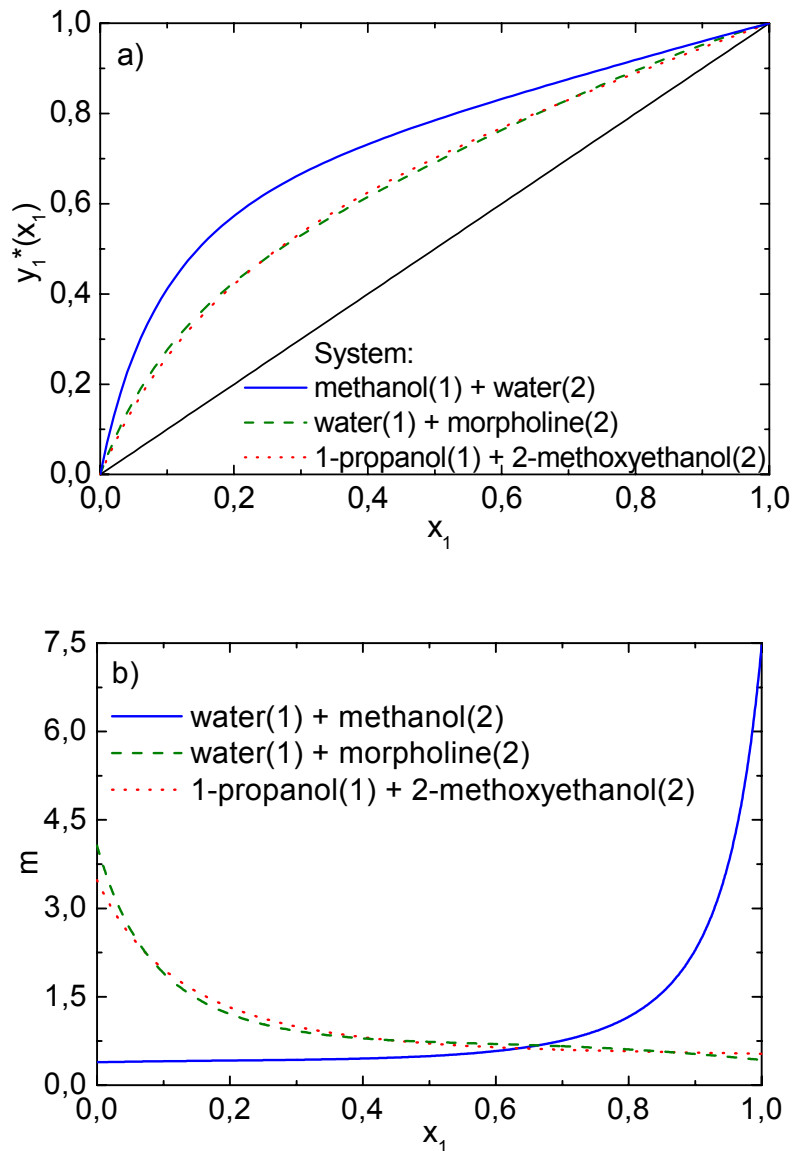 1,0
a)
0,8
0,6
0,4
0,2
0,0
y1*(x1)
System:
methanol(1) + water(2)
water(1) + morpholine(2)
1-propanol(1) + 2-methoxyethanol(2)
0,0 0,2 0,4 0,6 0,8 1,0
x1
7,5
b)
6,0
4,5
3,0
1,5
0,0
m
water(1) + methanol(2)
water(1) + morpholine(2)
1-propanol(1) + 2-methoxyethanol(2)
0,0 0,2 0,4 0,6 0,8 1,0
x1